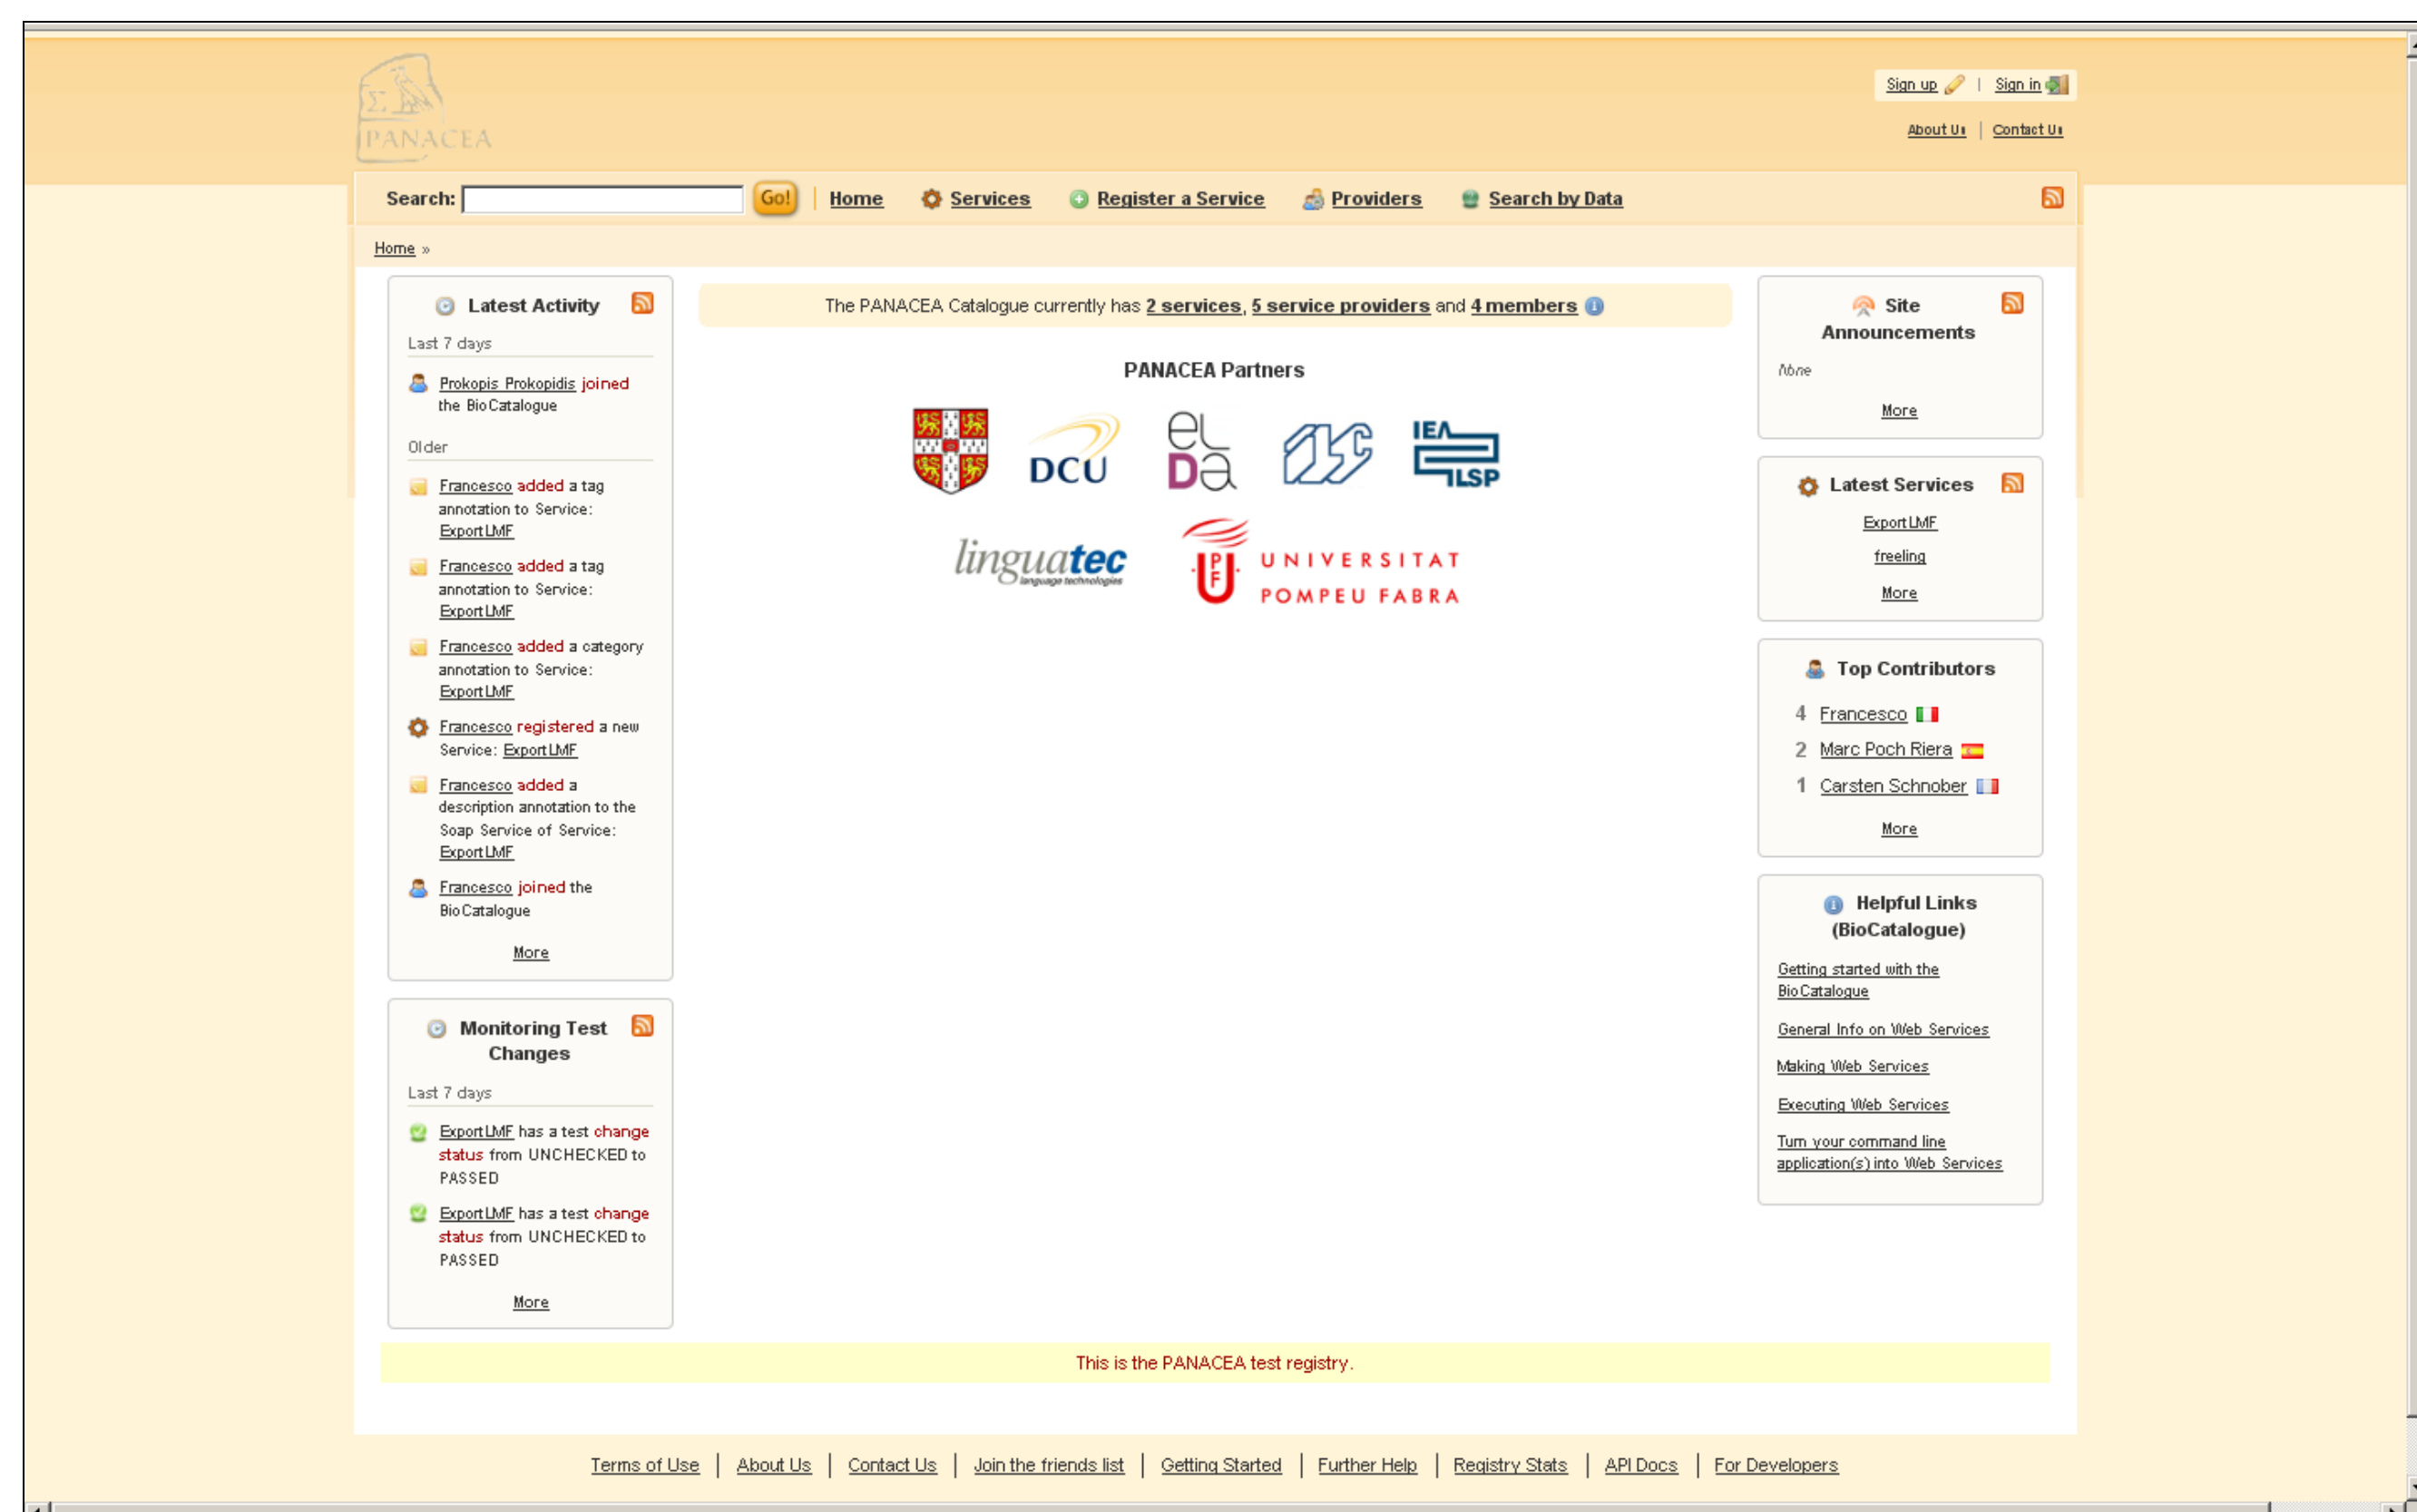 Σ
PANACEA
Sign up | Sign in
About Us | Contact Us
Search: Go! Home Services Register a Service Providers Search by Data
Home »
Latest Activity
Last 7 days
Prokopis Prokopidis joined
the BioCatalogue
Older
Francesco added a tag
annotation to Service:
ExportLMF
Francesco added a tag
annotation to Service:
ExportLMF
Francesco added a category
annotation to Service:
ExportLMF
Francesco registered a new
Service: ExportLMF
Francesco added a
description annotation to the
Soap Service of Service:
ExportLMF
Francesco joined the
BioCatalogue
More
Monitoring Test
Changes
Last 7 days
ExportLMF has a test change
status from UNCHECKED to
PASSED
ExportLMF has a test change
status from UNCHECKED to
PASSED
More
The PANACEA Catalogue currently has 2 services, 5 service providers and 4 members
PANACEA Partners
DCU
eLDa
ILC
IEA
ILSP
linguatec
language technologies
UPF
UNIVERSITAT
POMPEU FABRA
Site
Announcements
None
More
Latest Services
ExportLMF
freeling
More
Top Contributors
4 Francesco
2 Marc Poch Riera
1 Carsten Schnober
More
Helpful Links
(BioCatalogue)
Getting started with the
BioCatalogue
General Info on Web Services
Making Web Services
Executing Web Services
Turn your command line
application(s) into Web Services
This is the PANACEA test registry.
Terms of Use | About Us | Contact Us | Join the friends list | Getting Started | Further Help | Registry Stats | API Docs | For Developers